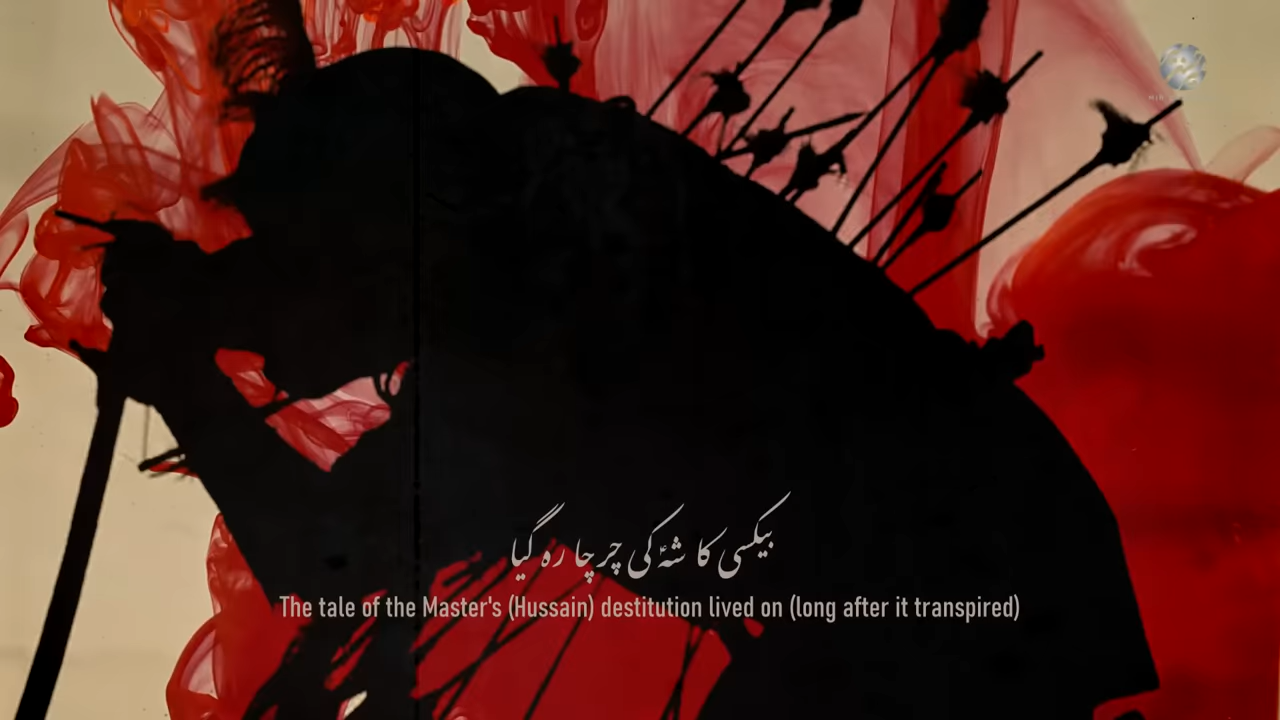 بیکسی کا شہؑ کی چرچا رہ گیا
The tale of the Master's (Hussain) destitution lived on (long after it transpired)